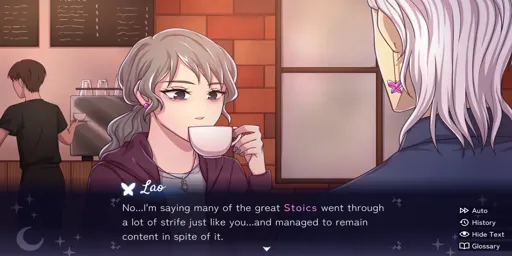 Lao
No...I'm saying many of the great Stoics went through
a lot of strife just like you...and managed to remain
content in spite of it.
Auto
History
Hide Text
Glossary